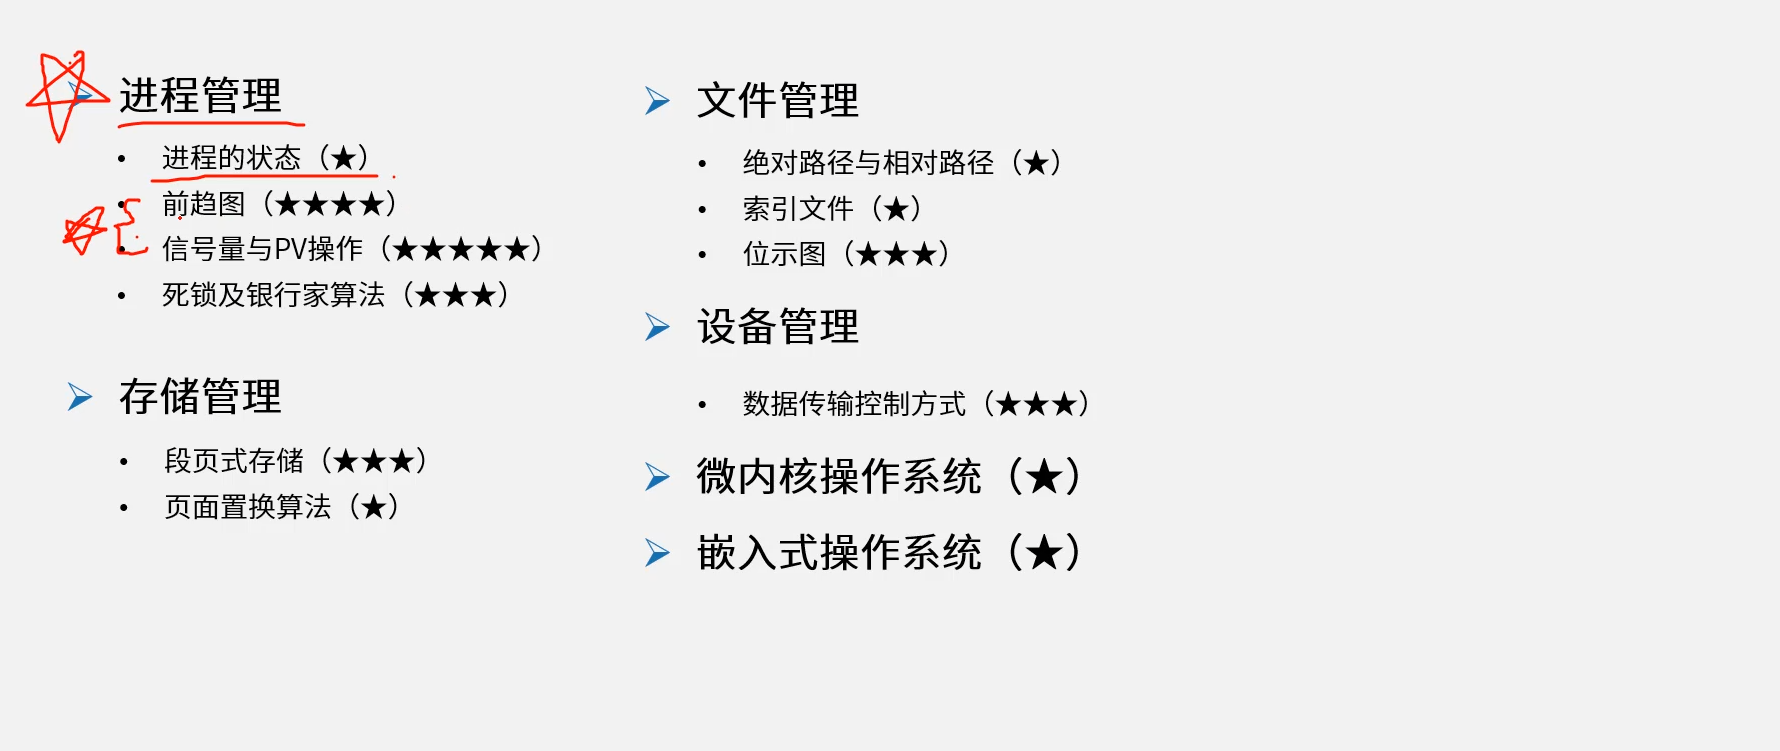 进程管理
进程的状态（★）
前趋图（★★★★）
信号量与PV操作（★★★★★）
死锁及银行家算法（★★★）
存储管理
段页式存储（★★★）
页面置换算法（★）
文件管理
绝对路径与相对路径（★）
索引文件（★）
位示图（★★★）
设备管理
数据传输控制方式（★★★）
微内核操作系统（★）
嵌入式操作系统（★）